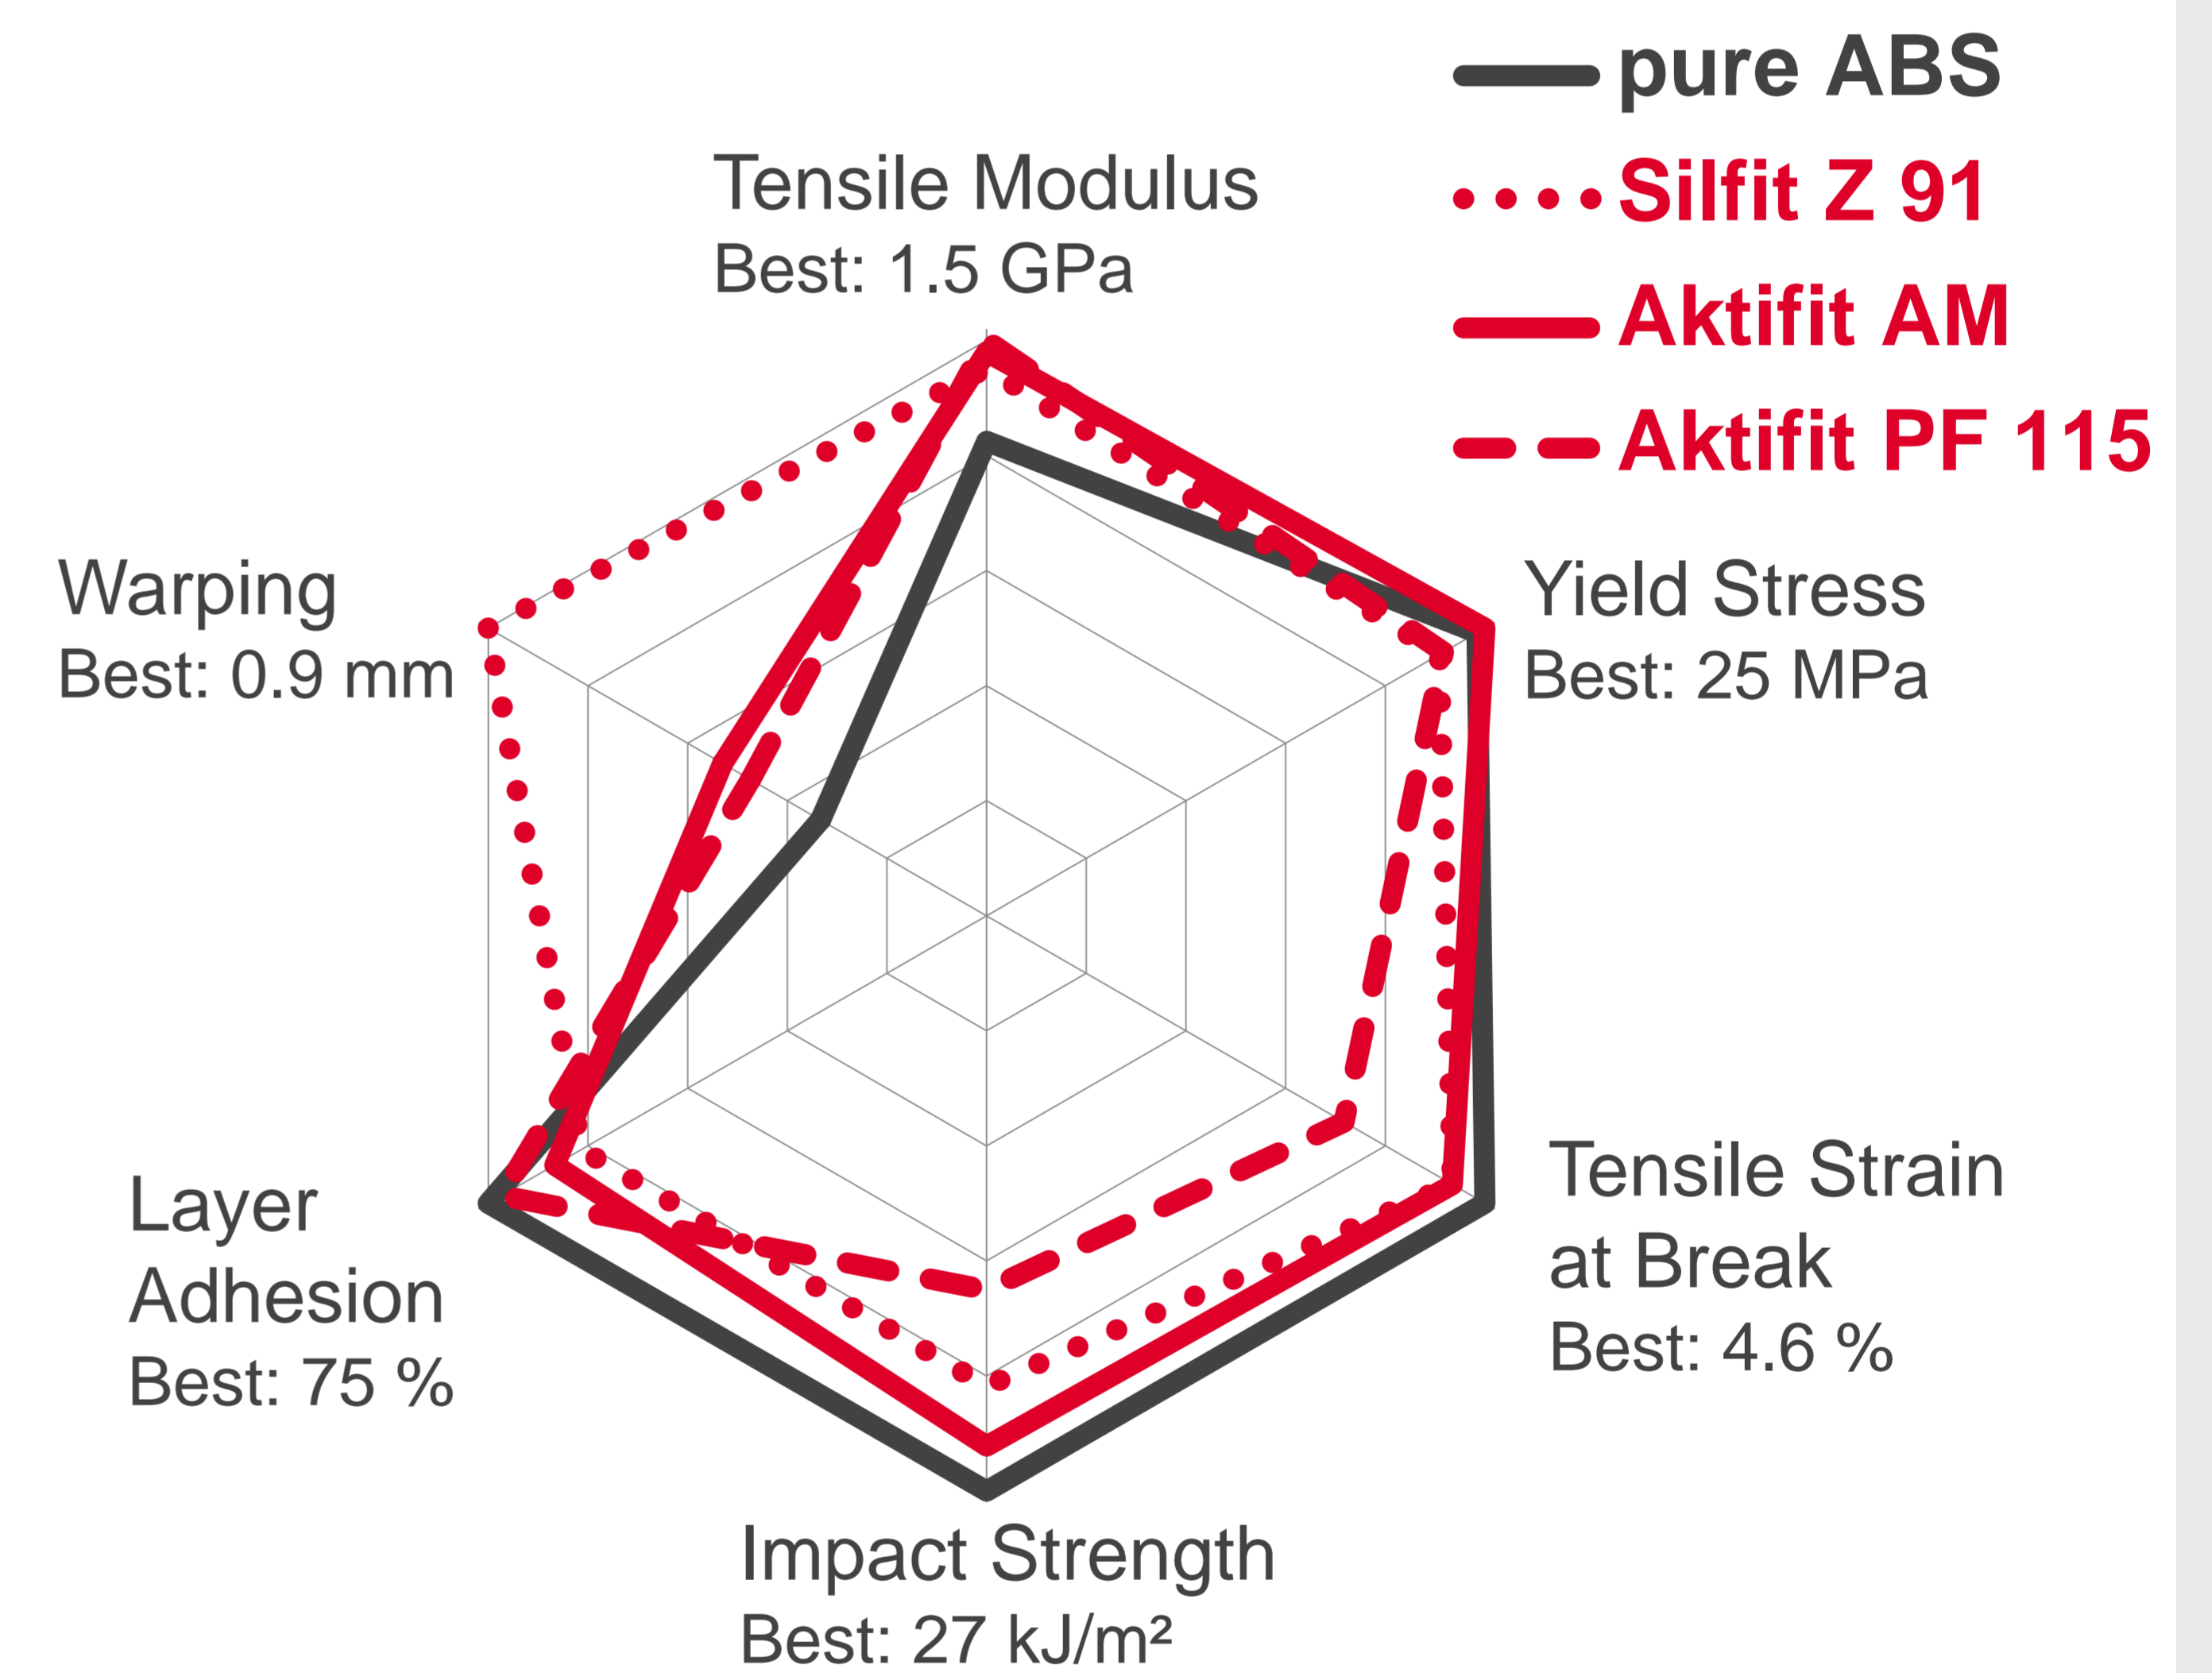 pure ABS
Silfit Z 91
Aktifit AM
Aktifit PF 115
Tensile Modulus
Best: 1.5 GPa
Warping
Best: 0.9 mm
Yield Stress
Best: 25 MPa
Tensile Strain
at Break
Best: 4.6 %
Layer
Adhesion
Best: 75 %
Impact Strength
Best: 27 kJ/m²